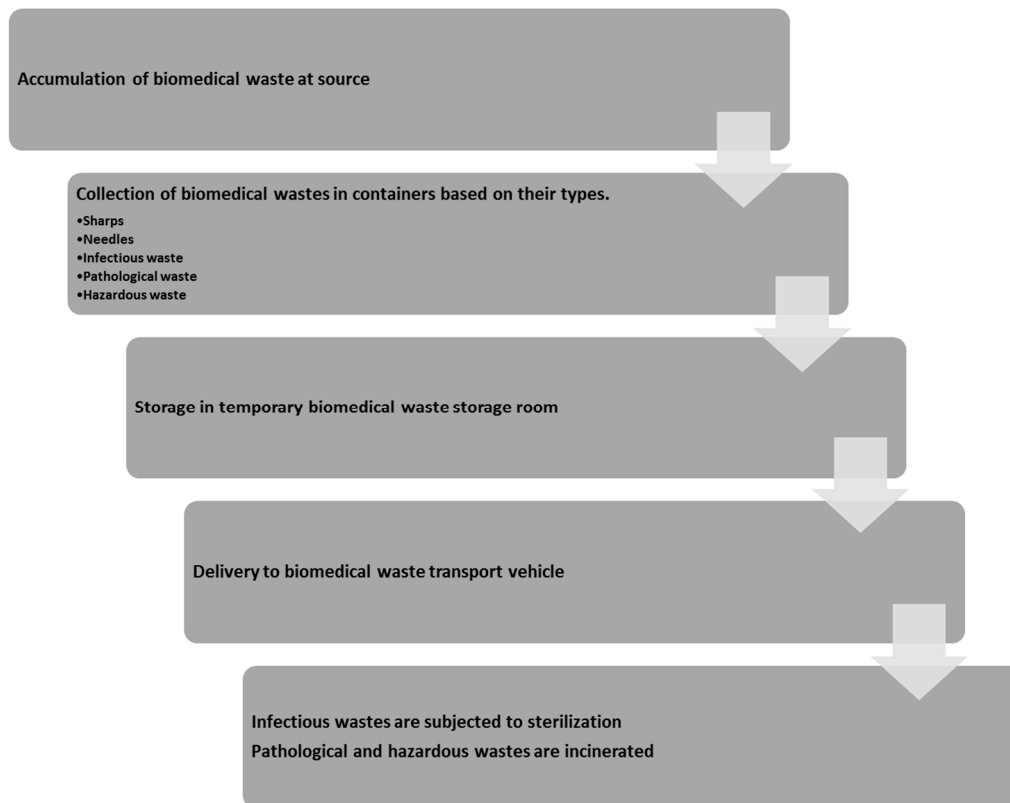 Accumulation of biomedical waste at source
Collection of biomedical wastes in containers based on their types.
•Sharps
•Needles
•Infectious waste
•Pathological waste
•Hazardous waste
Storage in temporary biomedical waste storage room
Delivery to biomedical waste transport vehicle
Infectious wastes are subjected to sterilization
Pathological and hazardous wastes are incinerated